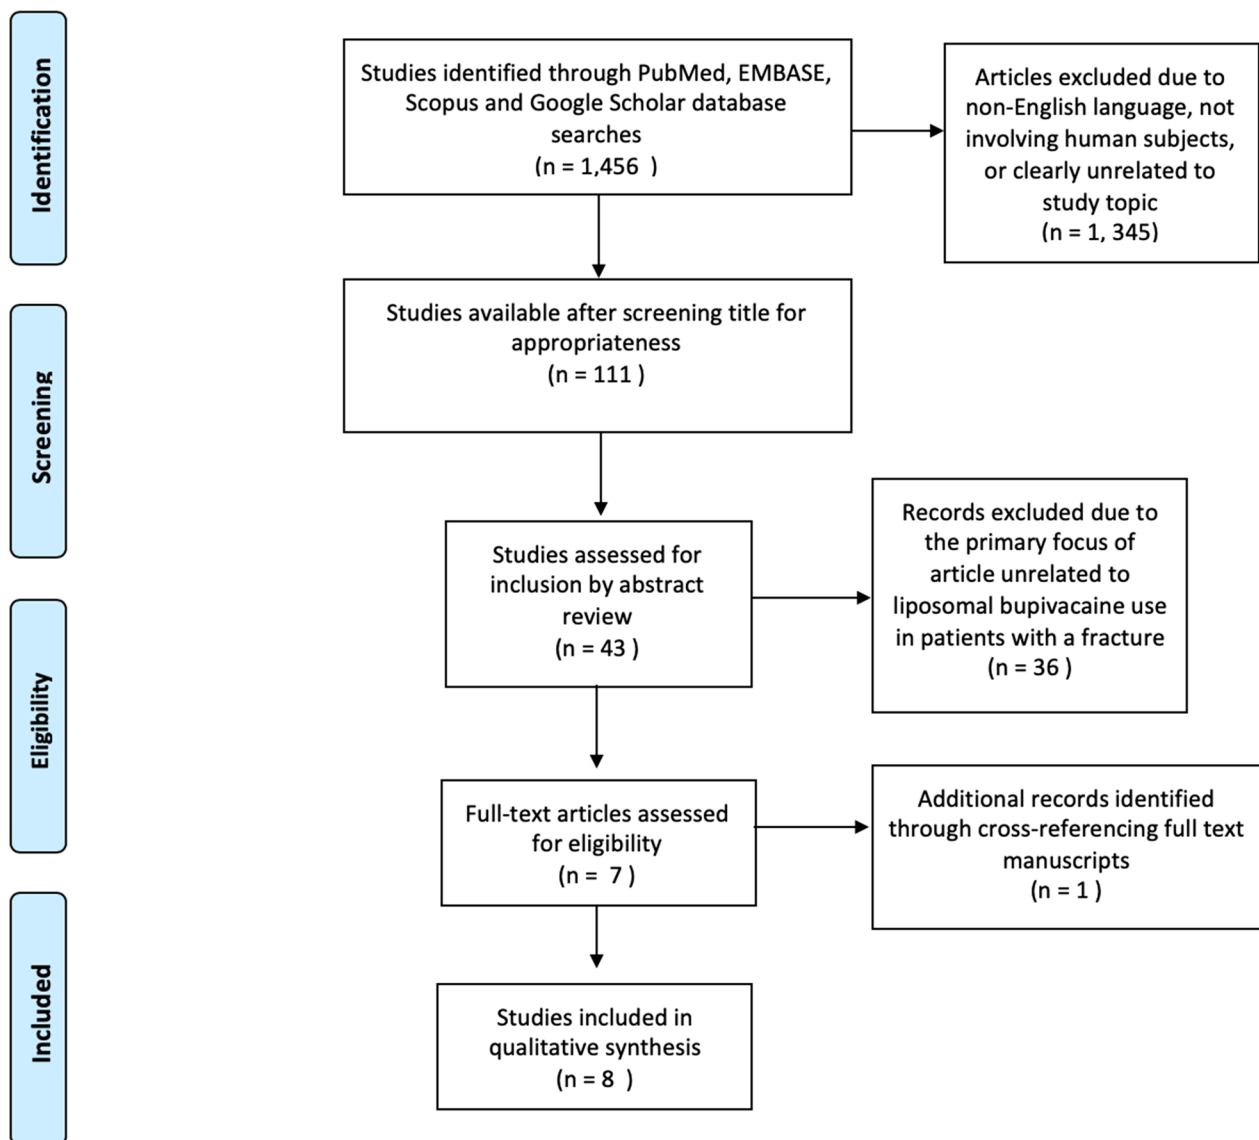 Identification
Studies identified through PubMed, EMBASE,
Scopus and Google Scholar database
searches
(n = 1,456  )
Articles excluded due to
non-English language, not
involving human subjects,
or clearly unrelated to
study topic
(n = 1, 345)
Screening
Studies available after screening title for
appropriateness
(n = 111 )
Studies assessed for
inclusion by abstract
review
(n = 43 )
Records excluded due to
the primary focus of
article unrelated to
liposomal bupivacaine use
in patients with a fracture
(n = 36 )
Eligibility
Full-text articles assessed
for eligibility
(n =  7 )
Additional records identified
through cross-referencing full text
manuscripts
(n = 1 )
Included
Studies included in
qualitative synthesis
(n = 8  )